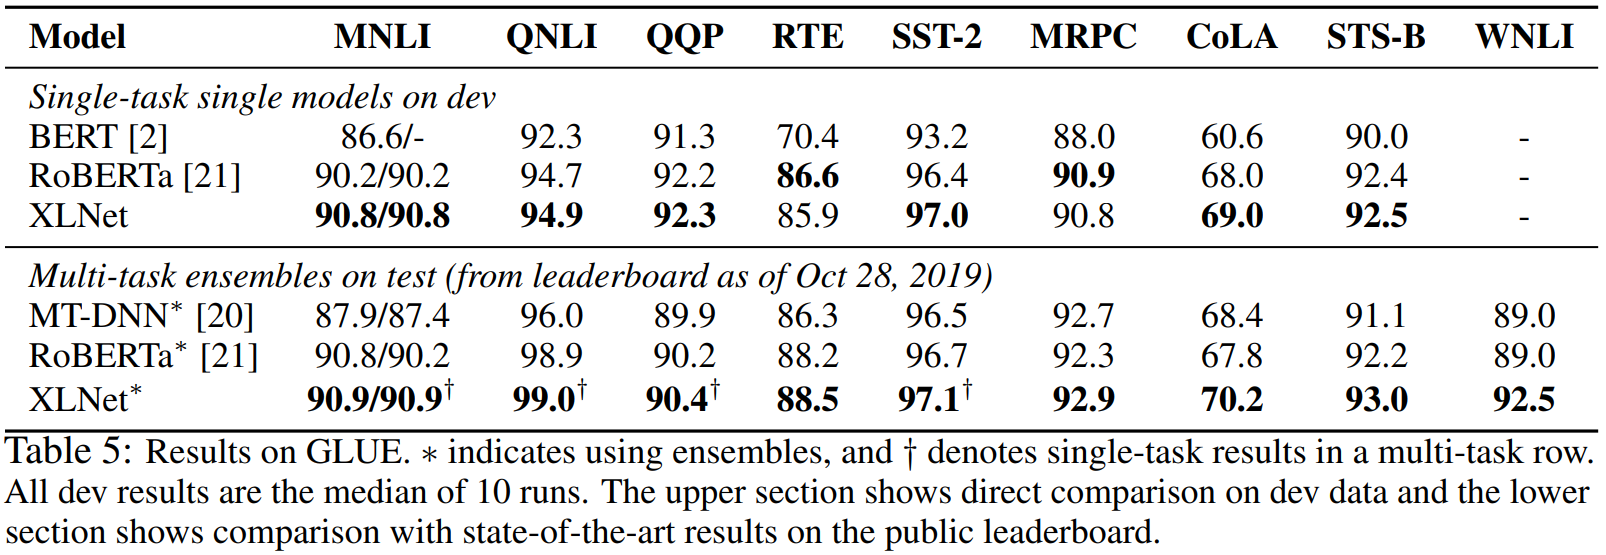 Model MNLI QNLI QQP RTE SST-2 MRPC CoLA STS-B WNLI
Single-task single models on dev
BERT [2] 86.6/- 92.3 91.3 70.4 93.2 88.0 60.6 90.0 -
RoBERTa [21] 90.2/90.2 94.7 92.2 86.6 96.4 90.9 68.0 92.4 -
XLNet 90.8/90.8 94.9 92.3 85.9 97.0 90.8 69.0 92.5 -
Multi-task ensembles on test (from leaderboard as of Oct 28, 2019)
MT-DNN* [20] 87.9/87.4 96.0 89.9 86.3 96.5 92.7 68.4 91.1 89.0
RoBERTa* [21] 90.8/90.2 98.9 90.2 88.2 96.7 92.3 67.8 92.2 89.0
XLNet* 90.9/90.9† 99.0† 90.4† 88.5 97.1† 92.9 70.2 93.0 92.5
Table 5: Results on GLUE. * indicates using ensembles, and † denotes single-task results in a multi-task row.
All dev results are the median of 10 runs. The upper section shows direct comparison on dev data and the lower
section shows comparison with state-of-the-art results on the public leaderboard.